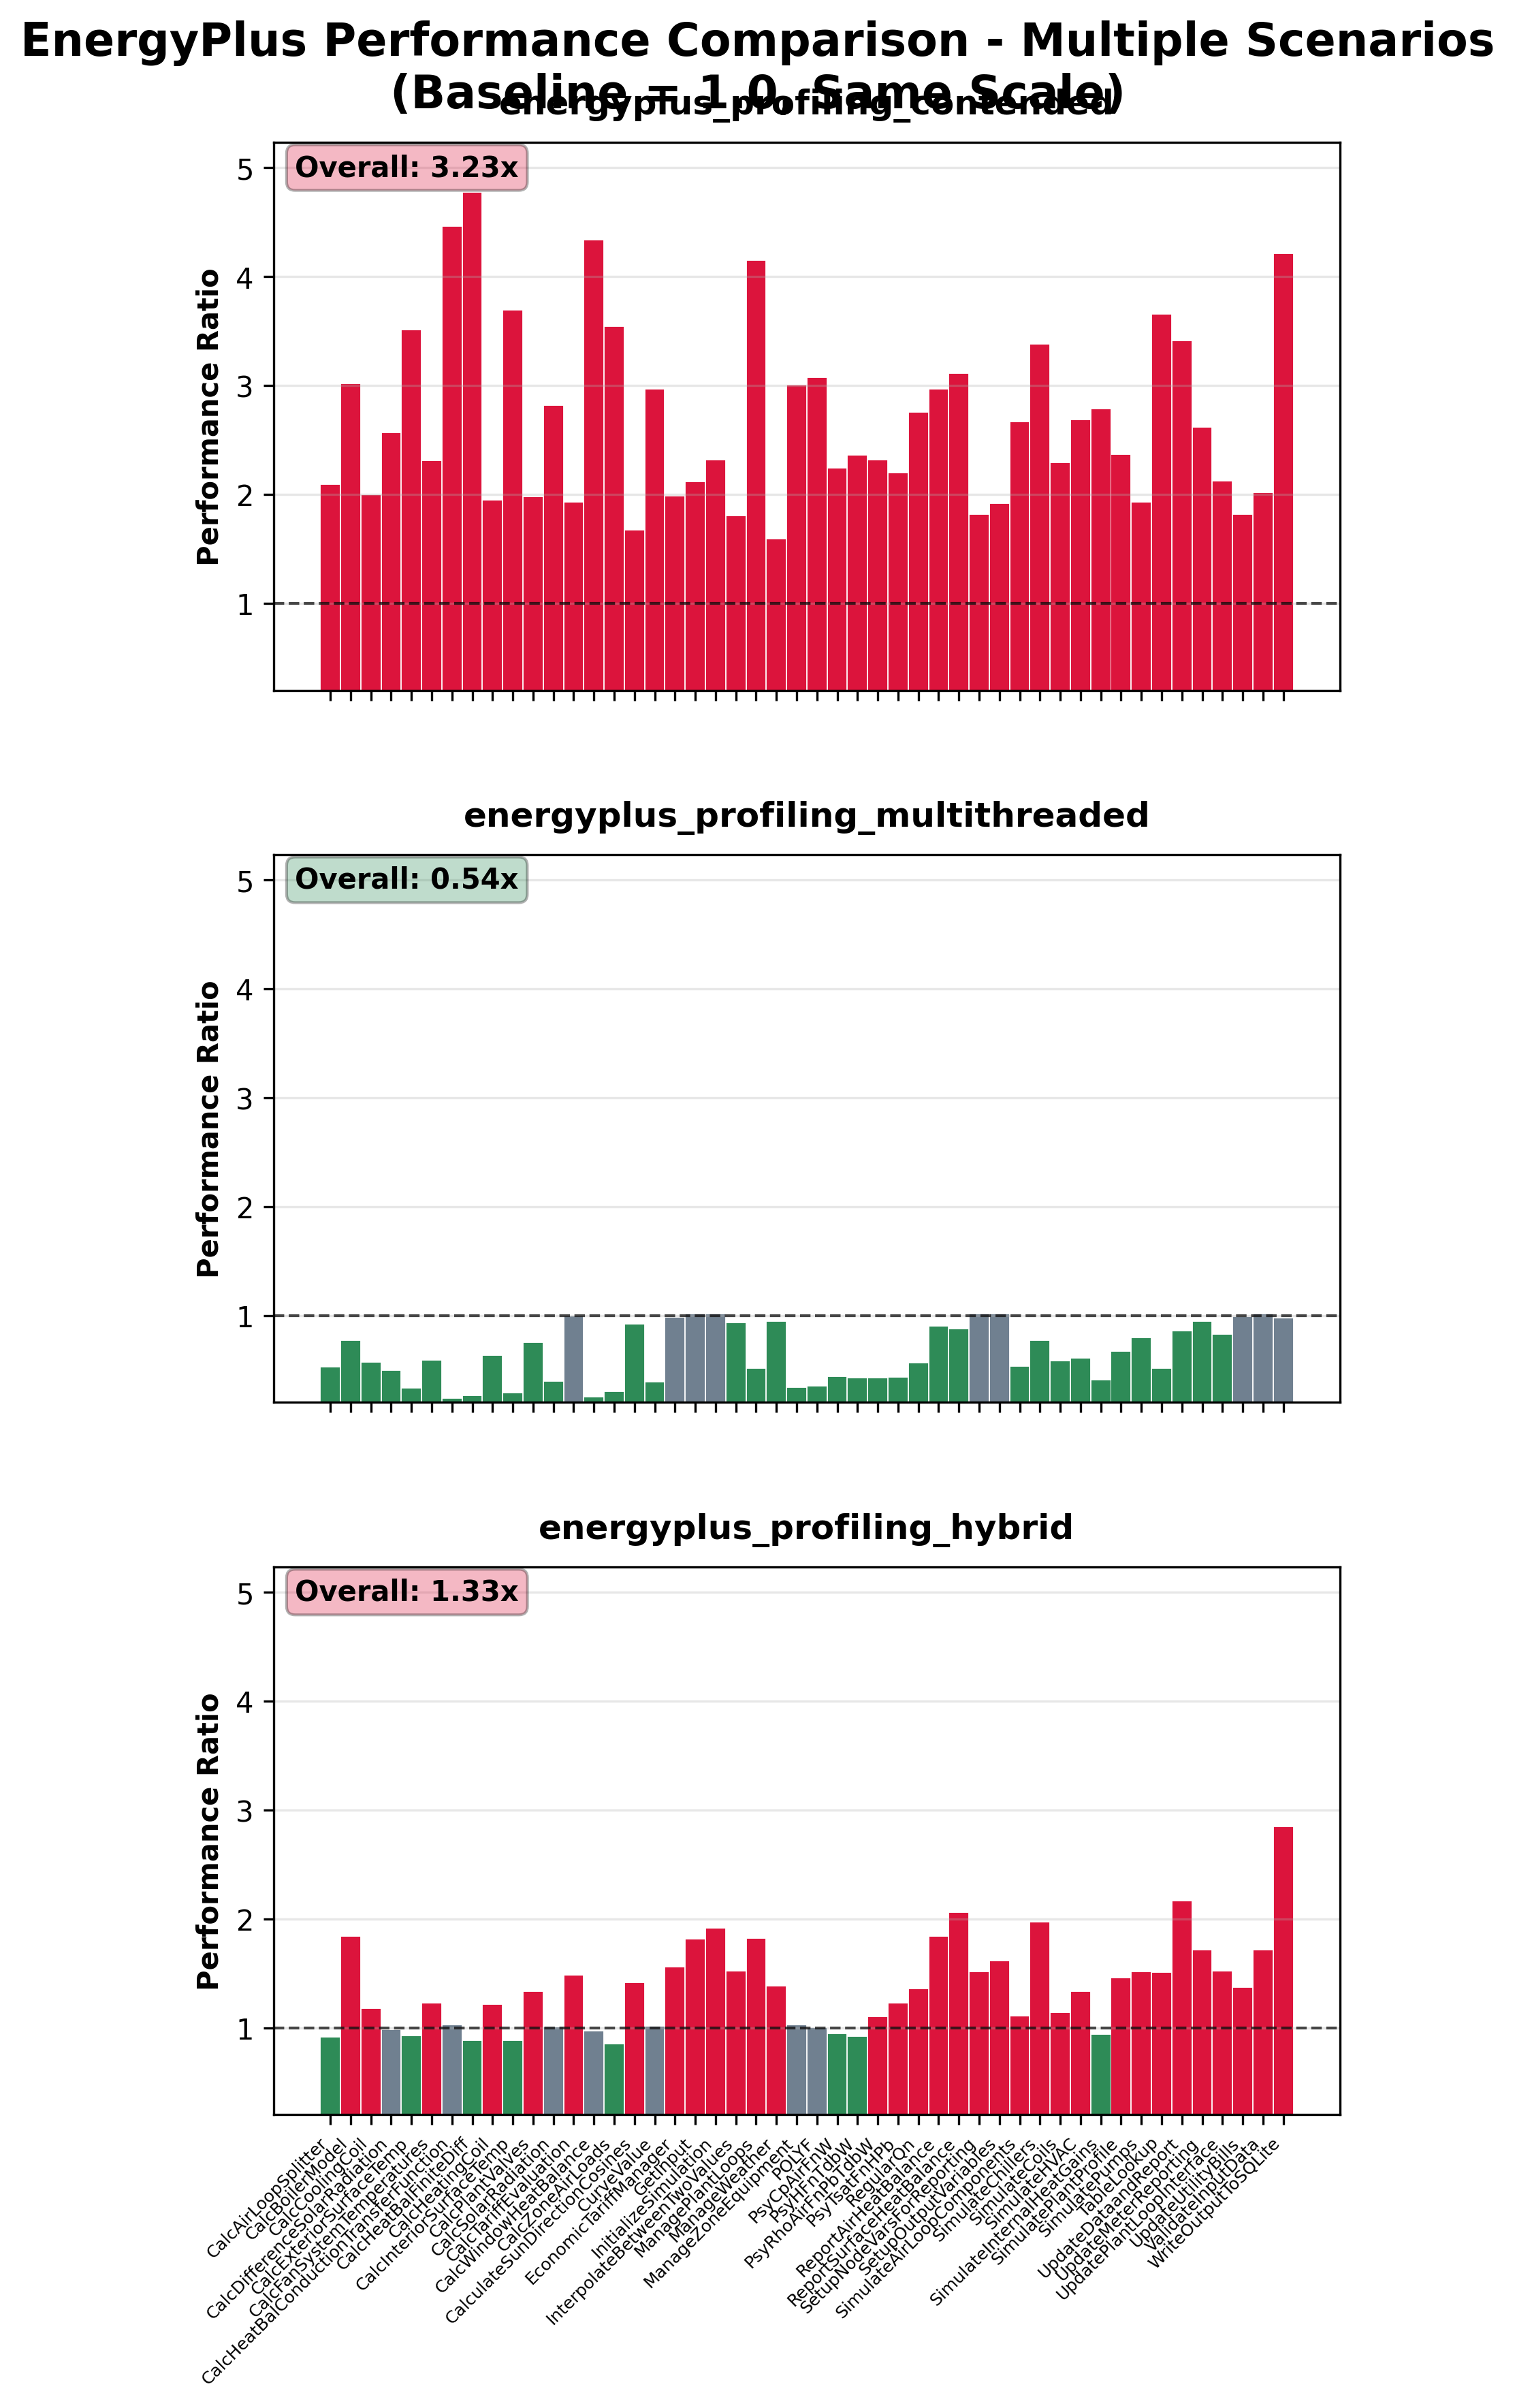 EnergyPlus Performance Comparison - Multiple Scenarios
(Baseline = 1.0, Same Scale)
energyplus_profiling_contended
Overall: 3.23x
Performance Ratio
5
4
3
2
1
energyplus_profiling_multithreaded
Overall: 0.54x
Performance Ratio
5
4
3
2
1
energyplus_profiling_hybrid
Overall: 1.33x
Performance Ratio
5
4
3
2
1
CalcAirLoopSplitter
CalcBoilerModel
CalcCoolingCoil
CalcDifferenceSolarRadiation
CalcExteriorSurfaceTemp
CalcFanSystemTemperatures
CalcHeatBalConductionTransferFunction
CalcHeatBalFiniteDiff
CalcHeatingCoil
CalcInteriorSurfaceTemp
CalcPlantValves
CalcSolarRadiation
CalcTariffEvaluation
CalcWindowHeatBalance
CalcZoneAirLoads
CalculateSunDirectionCosines
CurveValue
EconomicTariffManager
GetInput
InitializeSimulation
InterpolateBetweenTwoValues
ManagePlantLoops
ManageWeather
ManageZoneEquipment
POLYF
PsyCpAirFnW
PsyHFnTdbW
PsyRhoAirFnPbTdbW
PsyTsatFnHPb
RegularQn
ReportAirHeatBalance
ReportSurfaceHeatBalance
SetupNodeVarsForReporting
SetupOutputVariables
SimulateAirLoopComponents
SimulateChillers
SimulateCoils
SimulateHVAC
SimulateInternalHeatGains
SimulatePlantProfile
SimulatePumps
TableLookup
UpdateDataandReport
UpdateMeterReporting
UpdatePlantLoopInterface
UpdateUtilityBills
ValidateInputData
WriteOutputToSQLite